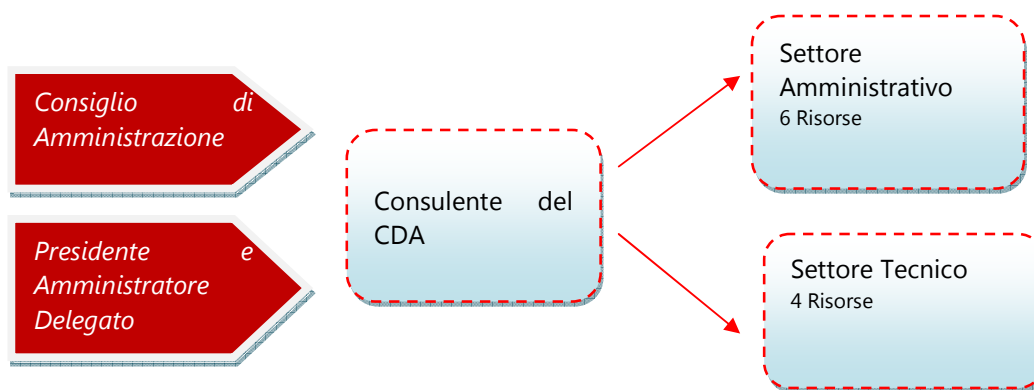 Consiglio di
Amministrazione
Presidente e
Amministratore
Delegato
Consulente del
CDA
Settore
Amministrativo
6 Risorse
Settore Tecnico
4 Risorse